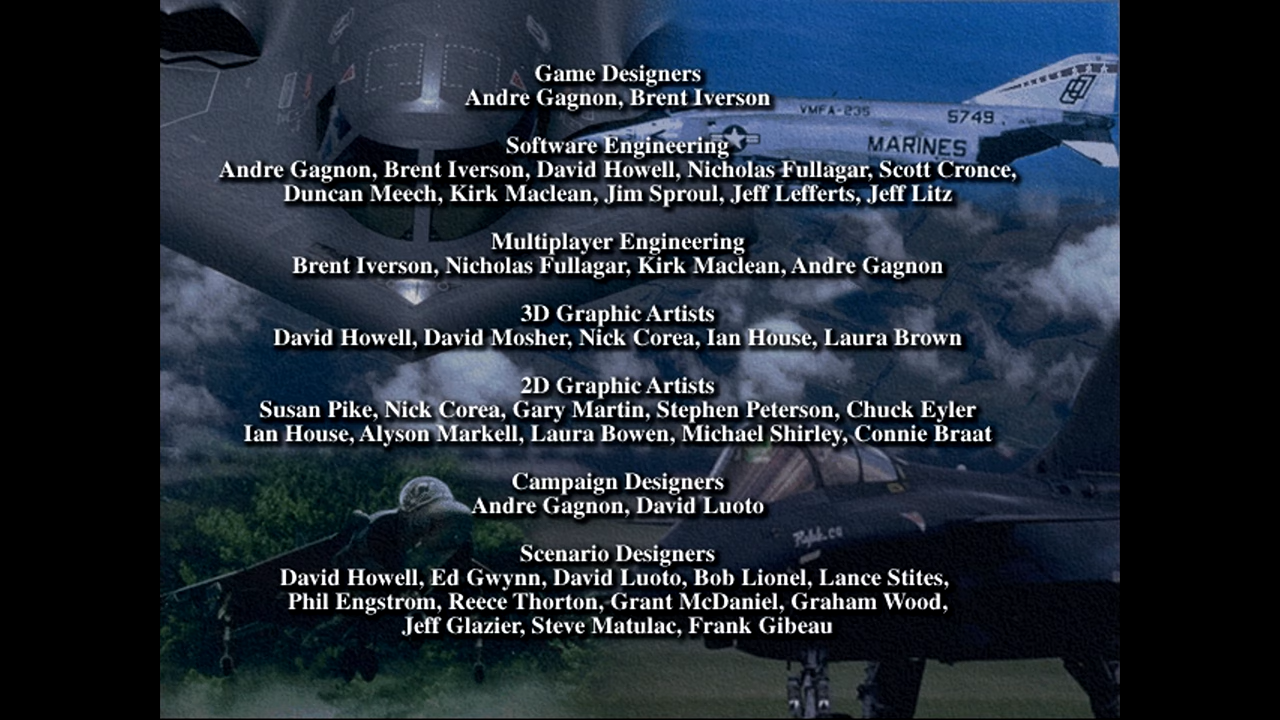 Game Designers
Andre Gagnon, Brent Iverson
VMFA-235
5749
MARINES
Software Engineering
Andre Gagnon, Brent Iverson, David Howell, Nicholas Fullagar, Scott Cronce,
Duncan Meech, Kirk Maclean, Jim Sproul, Jeff Lefferts, Jeff Litz
Multiplayer Engineering
Brent Iverson, Nicholas Fullagar, Kirk Maclean, Andre Gagnon
3D Graphic Artists
David Howell, David Mosher, Nick Corea, Ian House, Laura Brown
2D Graphic Artists
Susan Pike, Nick Corea, Gary Martin, Stephen Peterson, Chuck Eyler
Ian House, Alyson Markell, Laura Bowen, Michael Shirley, Connie Braat
Campaign Designers
Andre Gagnon, David Luoto
Scenario Designers
David Howell, Ed Gwynn, David Luoto, Bob Lionel, Lance Stites,
Phil Engstrom, Reece Thorton, Grant McDaniel, Graham Wood,
Jeff Glazier, Steve Matulac, Frank Gibeau